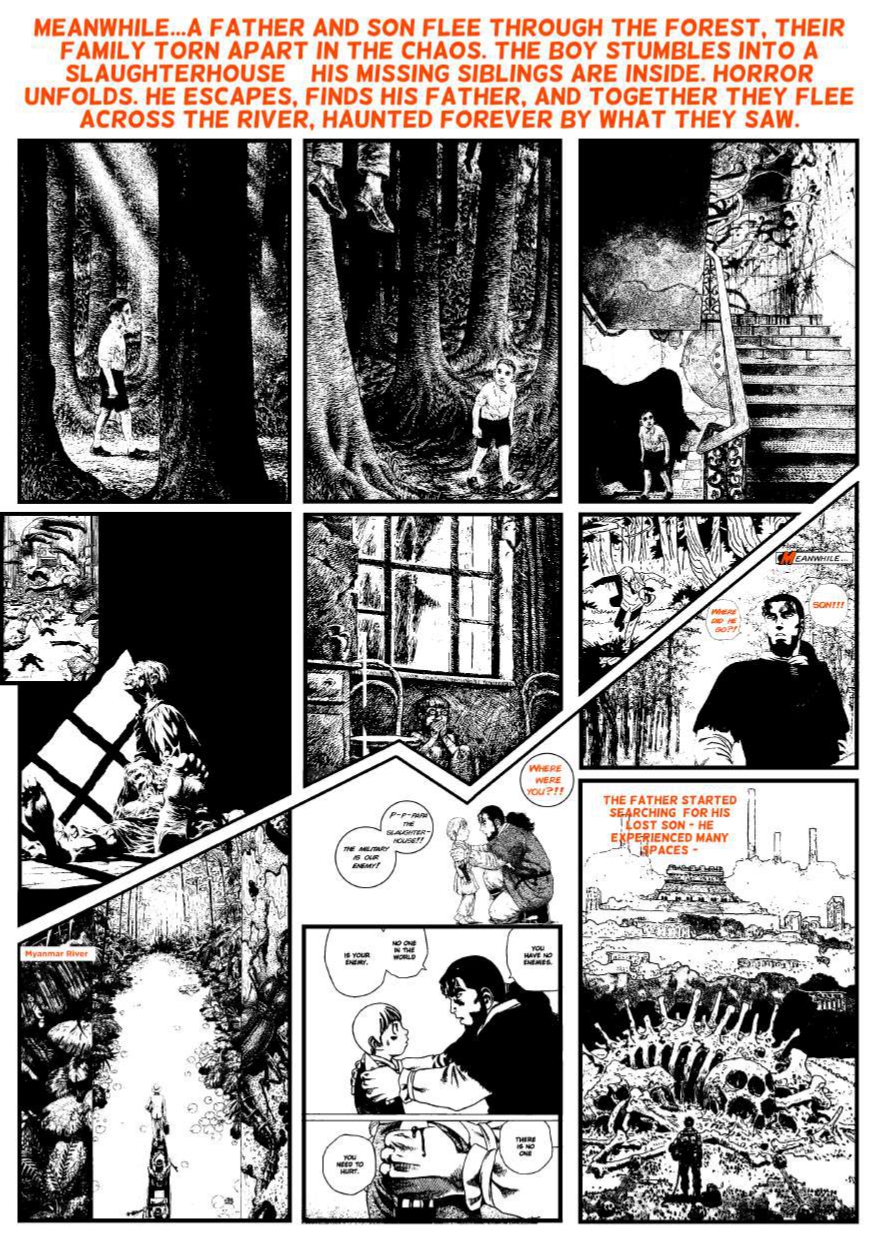 MEANWHILE...A FATHER AND SON FLEE THROUGH THE FOREST, THEIR
FAMILY TORN APART IN THE CHAOS. THE BOY STUMBLES INTO A
SLAUGHTERHOUSE HIS MISSING SIBLINGS ARE INSIDE. HORROR
UNFOLDS. HE ESCAPES, FINDS HIS FATHER, AND TOGETHER THEY FLEE
ACROSS THE RIVER, HAUNTED FOREVER BY WHAT THEY SAW.
MEANWHILE...
SON!!!
WHERE
DID HE
GO?!
THE FATHER STARTED
SEARCHING FOR HIS
LOST SON - HE
EXPERIENCED MANY
SPACES -
WHERE
WERE
YOU?!!
P-P-PAPA
THE
SLAUGHTER-
HOUSE!!
THE MILITARY
IS OUR
ENEMY!
Myanmar River
YOU
HAVE NO
ENEMIES.
NO ONE
IN THE
WORLD
IS YOUR
ENEMY.
THERE
IS NO
ONE
YOU
NEED TO
HURT.